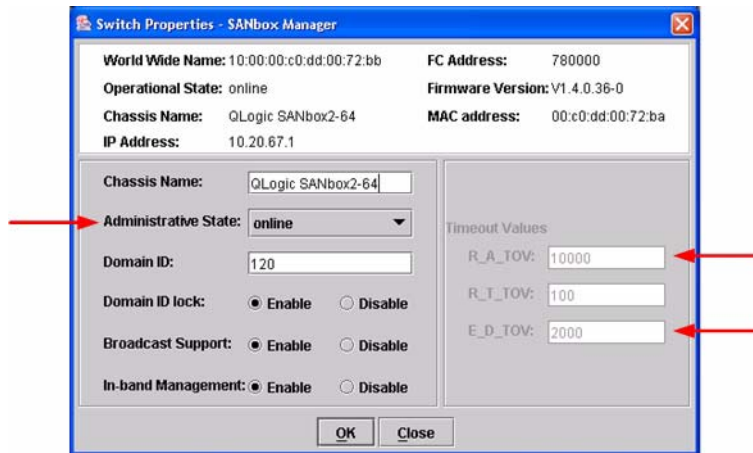 Switch Properties - SANbox Manager
World Wide Name: 10:00:00:c0:dd:00:72:bb FC Address: 780000
Operational State: online Firmware Version: V1.4.0.36-0
Chassis Name: QLogic SANbox2-64 MAC address: 00:c0:dd:00:72:ba
IP Address: 10.20.67.1
Chassis Name: QLogic SANbox2-64
Administrative State: online
Domain ID: 120
Domain ID lock: Enable Disable
Broadcast Support: Enable Disable
In-band Management: Enable Disable
Timeout Values
R_A_TOV: 10000
R_T_TOV: 100
E_D_TOV: 2000
OK Close